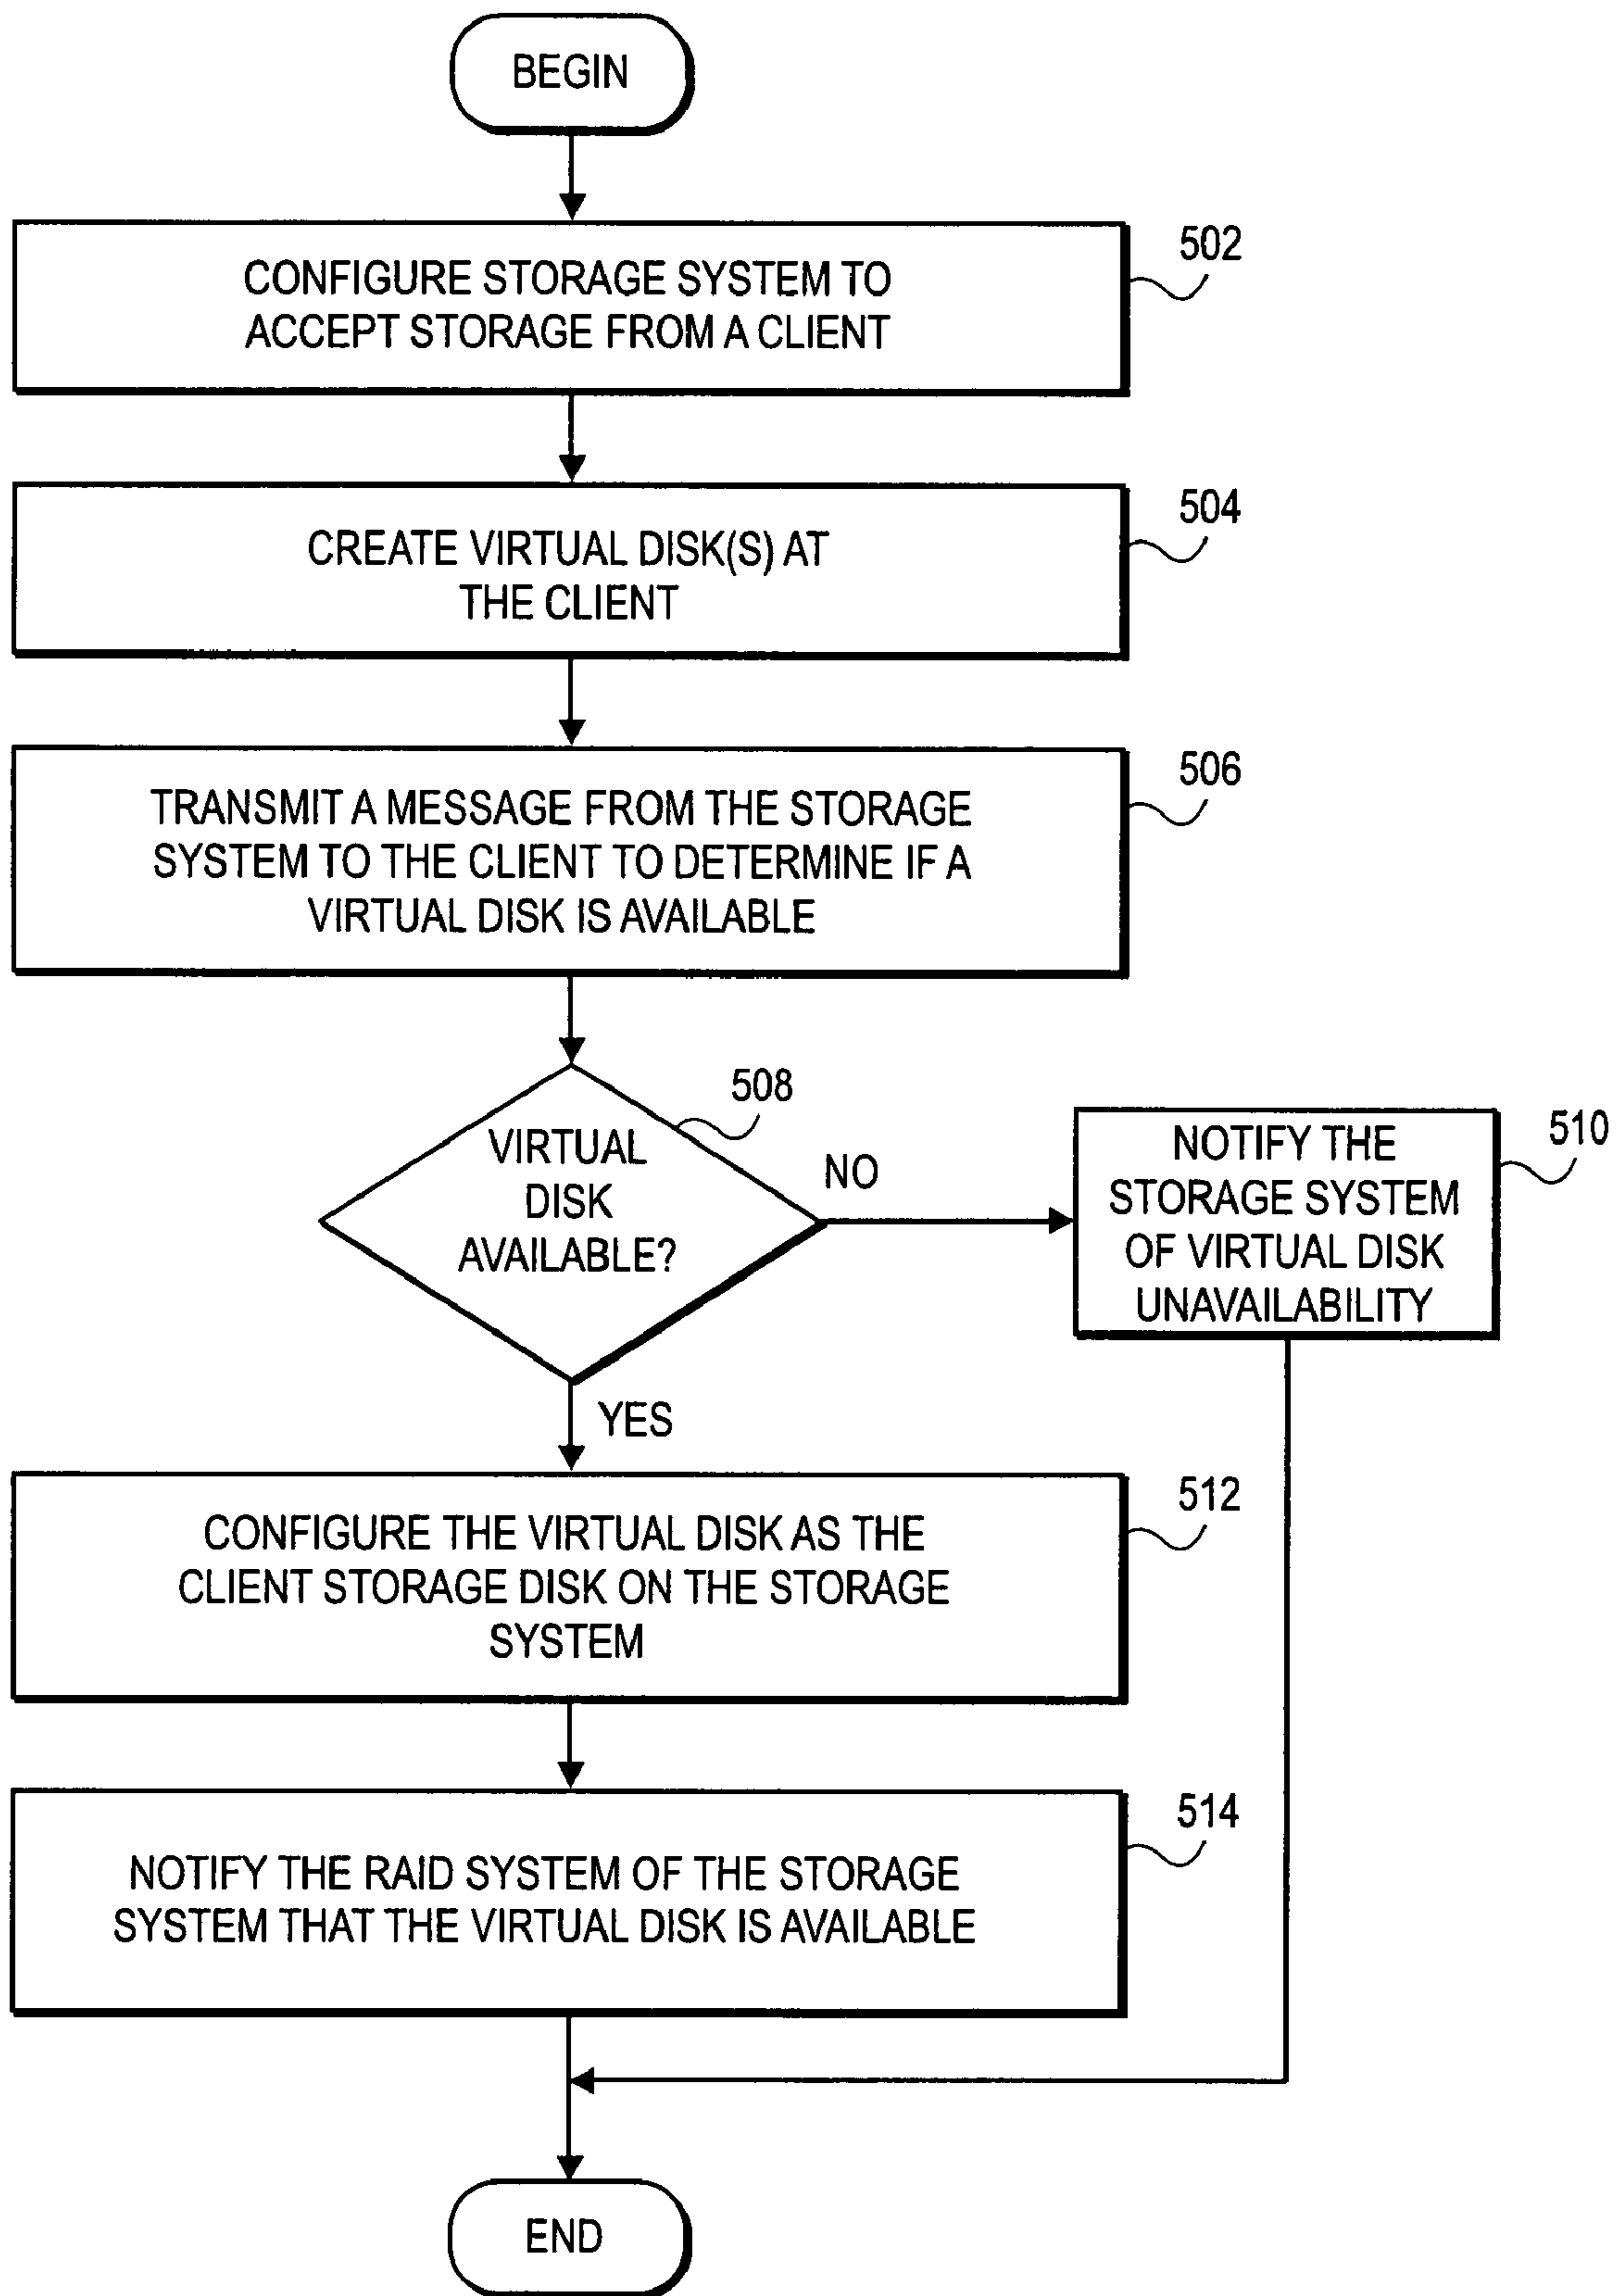 BEGIN
502
CONFIGURE STORAGE SYSTEM TO
ACCEPT STORAGE FROM A CLIENT
504
CREATE VIRTUAL DISK(S) AT
THE CLIENT
506
TRANSMIT A MESSAGE FROM THE STORAGE
SYSTEM TO THE CLIENT TO DETERMINE IF A
VIRTUAL DISK IS AVAILABLE
508
VIRTUAL
DISK
AVAILABLE?
NO
510
NOTIFY THE
STORAGE SYSTEM
OF VIRTUAL DISK
UNAVAILABILITY
YES
512
CONFIGURE THE VIRTUAL DISK AS THE
CLIENT STORAGE DISK ON THE STORAGE
SYSTEM
514
NOTIFY THE RAID SYSTEM OF THE STORAGE
SYSTEM THAT THE VIRTUAL DISK IS AVAILABLE
END